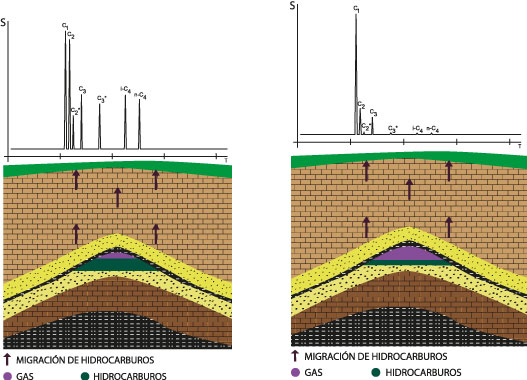 S
C1
C2
C2"
C3
C3"
i-C4
n-C4
T
MIGRACIÓN DE HIDROCARBUROS
GAS
HIDROCARBUROS
S
C1
C2
C2"
C3
C3"
i-C4
n-C4
T
MIGRACIÓN DE HIDROCARBUROS
GAS
HIDROCARBUROS